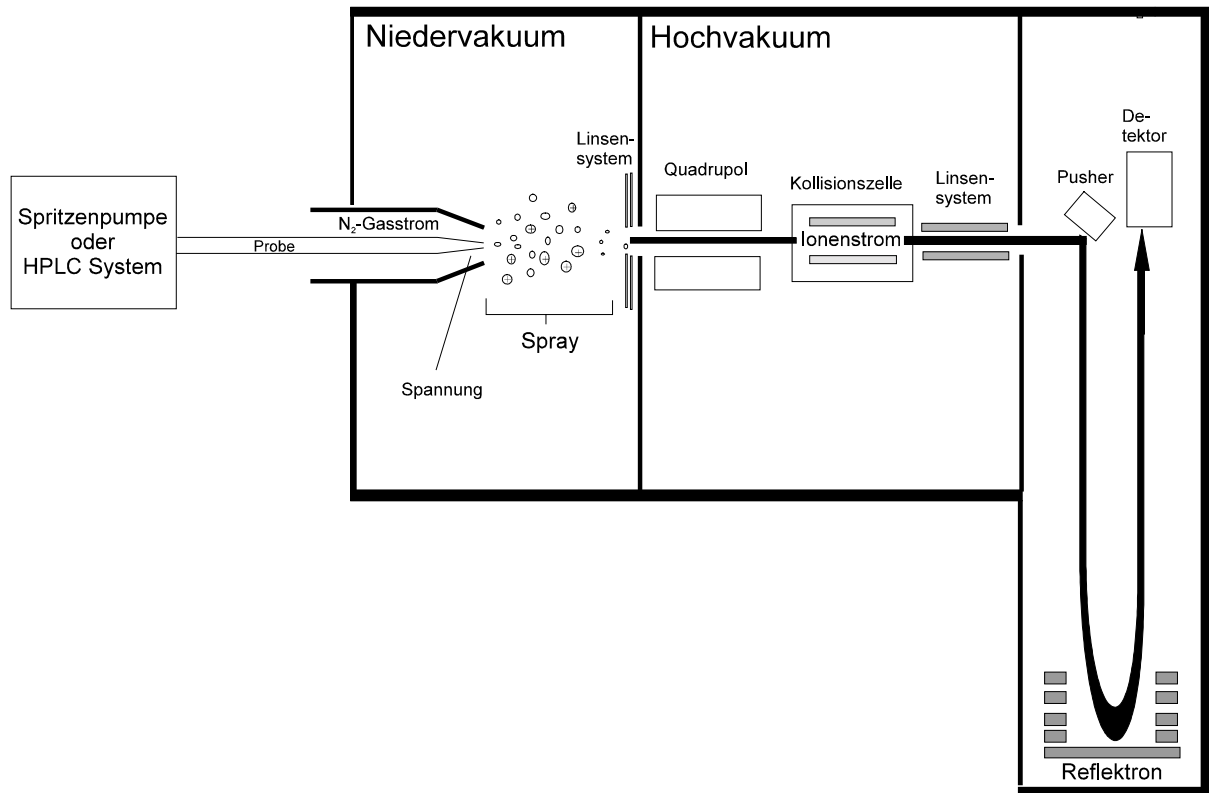 Niedervakuum
Hochvakuum
Spritzenpumpe
oder
HPLC System
N₂-Gasstrom
Probe
Spannung
Spray
Linsen-
system
Quadrupol
Kollisionszelle
Ionenstrom
Linsen-
system
Pusher
De-
tektor
Reflektron